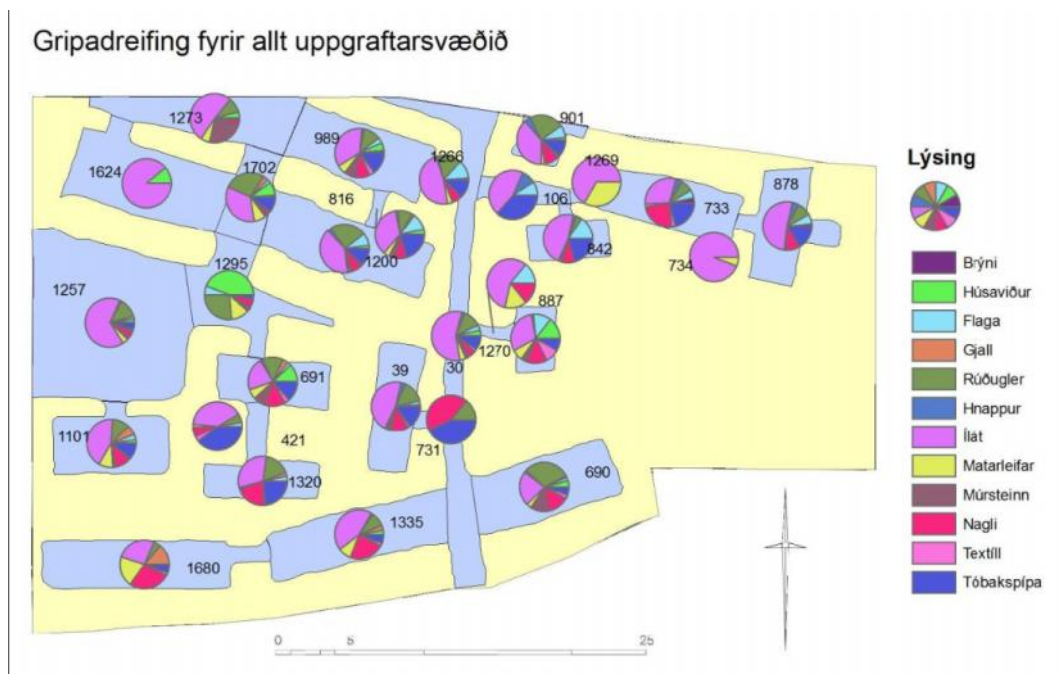 Gripadreifing fyrir allt uppgraftarsvæðið
1273
989
1266
901
1624
1702
816
1269
106
733
878
842
1200
734
1295
1257
887
1270
30
39
691
1101
421
731
1320
690
1335
1680
0
5
25
Lýsing
Brýni
Húsaviður
Flaga
Gjall
Rúðugler
Hnappur
Ílát
Matarleifar
Múrsteinn
Nagli
Textíll
Tóbakspípa